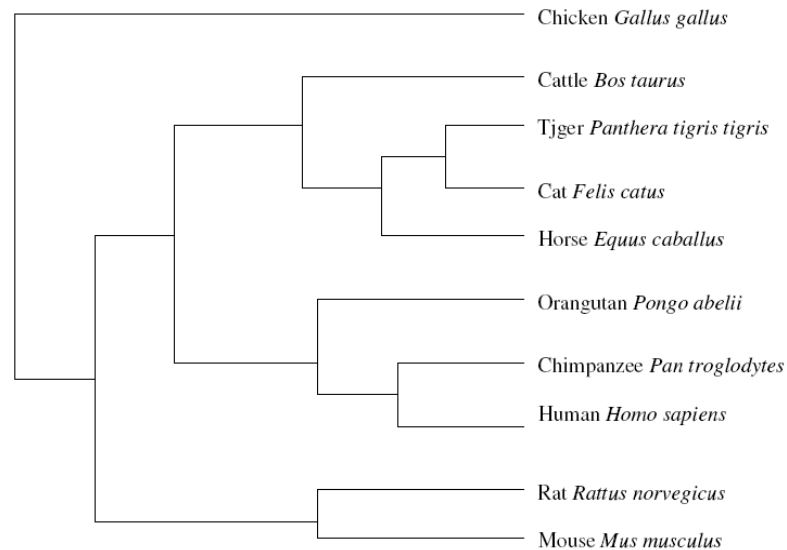 Chicken Gallus gallus
Cattle Bos taurus
Tjger Panthera tigris tigris
Cat Felis catus
Horse Equus caballus
Orangutan Pongo abelii
Chimpanzee Pan troglodytes
Human Homo sapiens
Rat Rattus norvegicus
Mouse Mus musculus